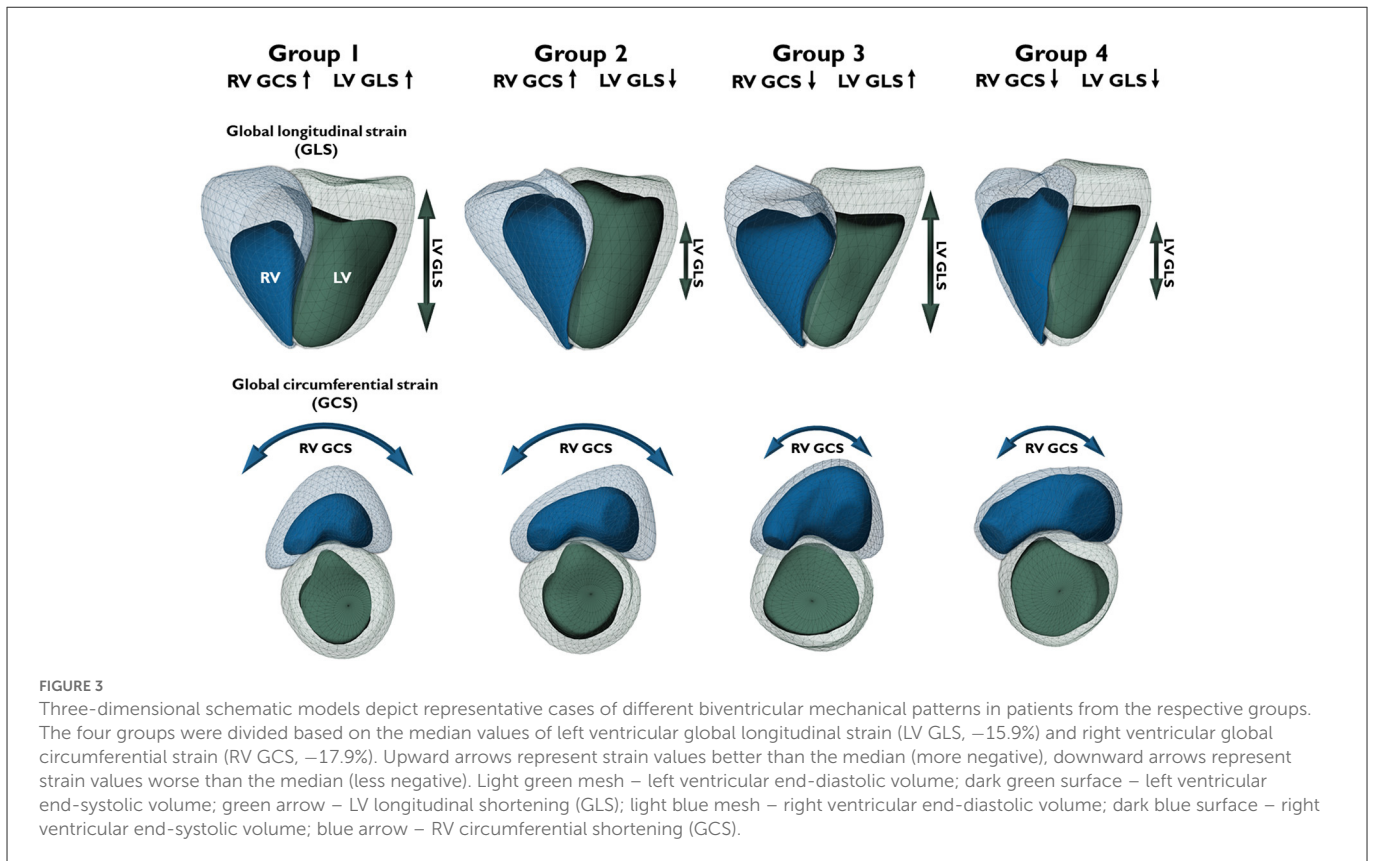 Group 1
RV GCS ↑ LV GLS ↑
Group 2
RV GCS ↑ LV GLS ↓
Group 3
RV GCS ↓ LV GLS ↑
Group 4
RV GCS ↓ LV GLS ↓
Global longitudinal strain
(GLS)
RV
LV
LV GLS
LV GLS
LV GLS
LV GLS
Global circumferential strain
(GCS)
RV GCS
RV GCS
RV GCS
RV GCS
FIGURE 3
Three-dimensional schematic models depict representative cases of different biventricular mechanical patterns in patients from the respective groups.
The four groups were divided based on the median values of left ventricular global longitudinal strain (LV GLS, −15.9%) and right ventricular global
circumferential strain (RV GCS, −17.9%). Upward arrows represent strain values better than the median (more negative), downward arrows represent
strain values worse than the median (less negative). Light green mesh – left ventricular end-diastolic volume; dark green surface – left ventricular
end-systolic volume; green arrow – LV longitudinal shortening (GLS); light blue mesh – right ventricular end-diastolic volume; dark blue surface – right
ventricular end-systolic volume; blue arrow – RV circumferential shortening (GCS).